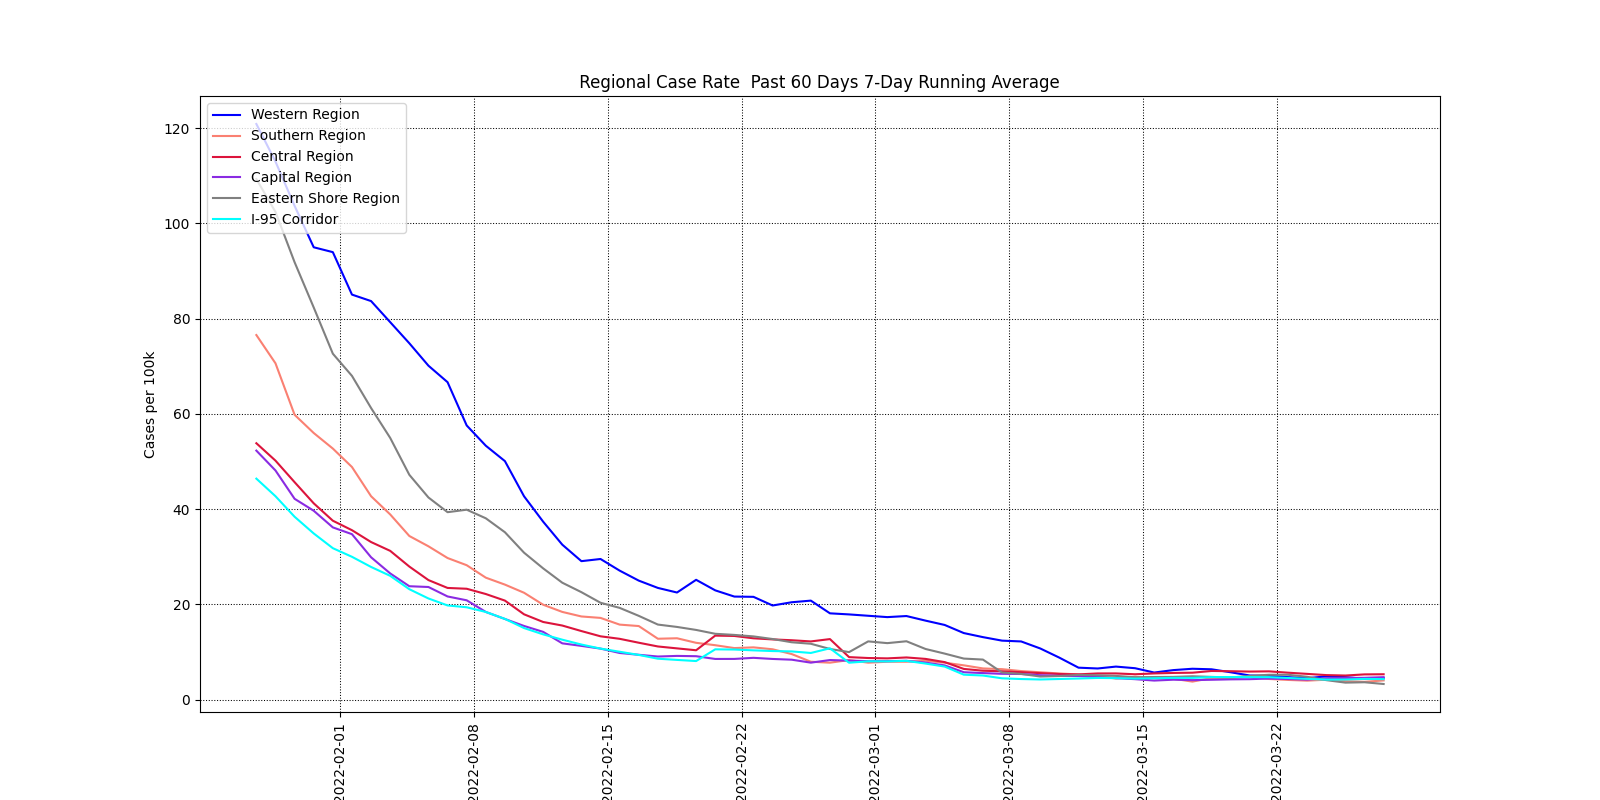 Regional Case Rate  Past 60 Days 7-Day Running Average
Western Region
Southern Region
Central Region
Capital Region
Eastern Shore Region
I-95 Corridor
Cases per 100k
120
100
80
60
40
20
0
2022-02-01
2022-02-08
2022-02-15
2022-02-22
2022-03-01
2022-03-08
2022-03-15
2022-03-22